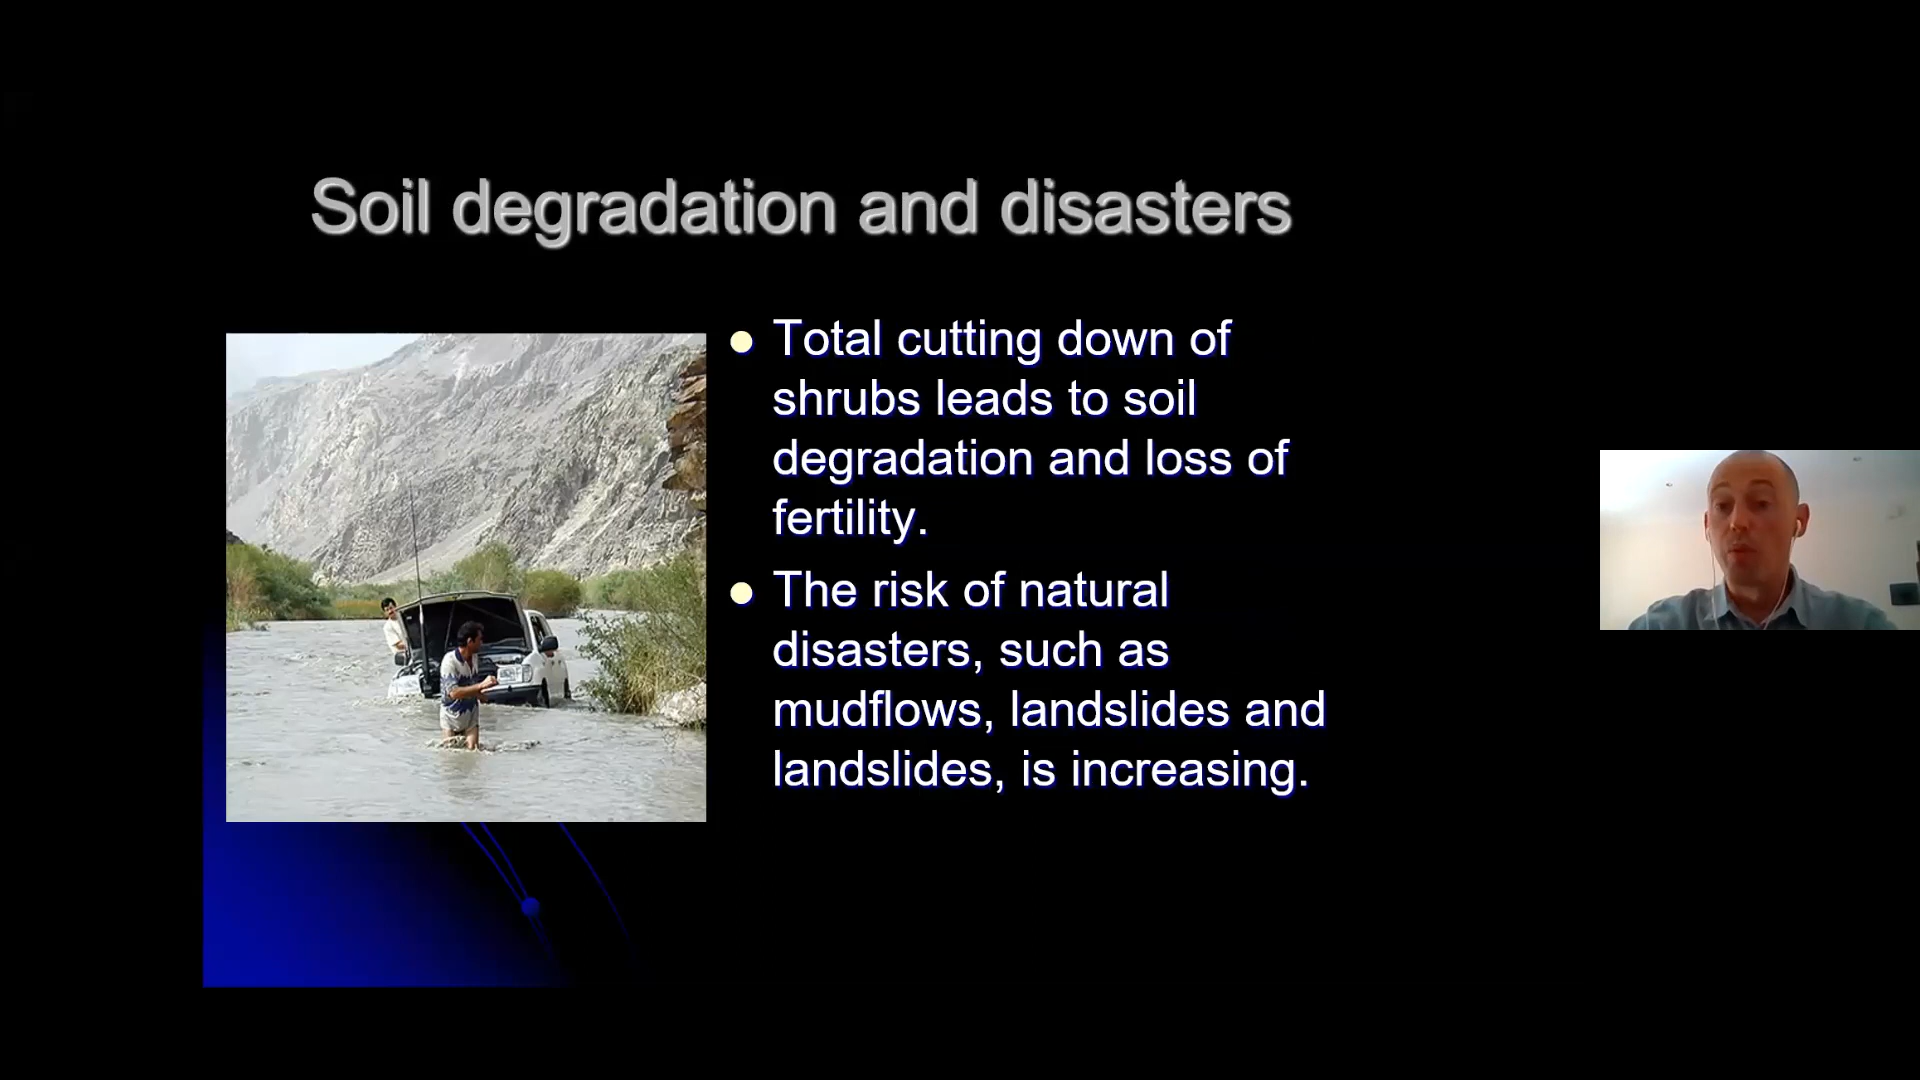 Soil degradation and disasters
Total cutting down of
shrubs leads to soil
degradation and loss of
fertility.
The risk of natural
disasters, such as
mudflows, landslides and
landslides, is increasing.